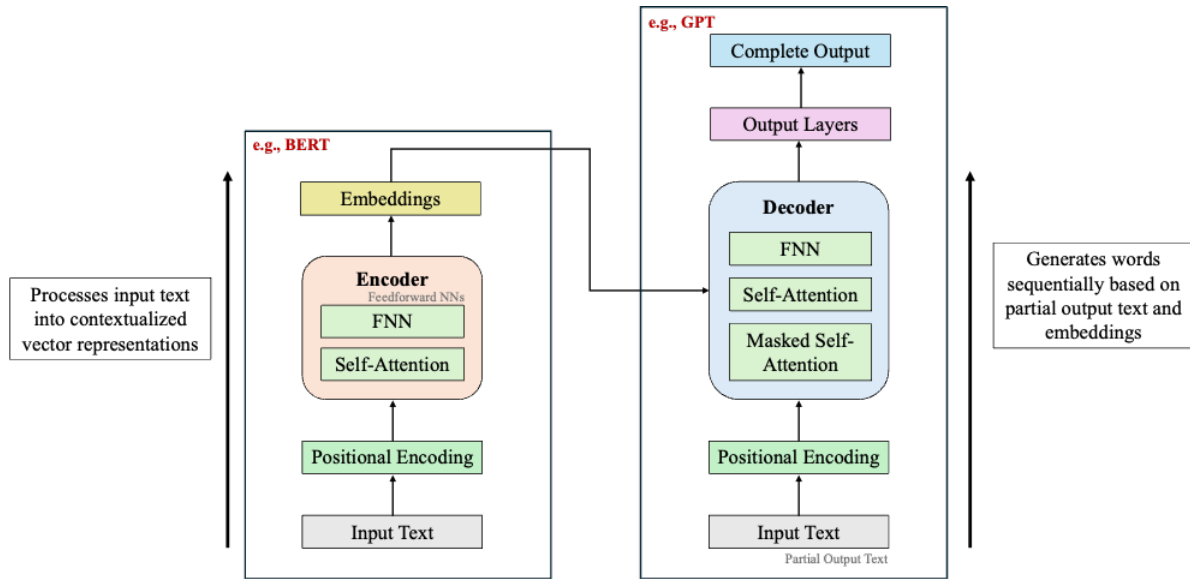 e.g., GPT
Complete Output
Output Layers
e.g., BERT
Embeddings
Decoder
FNN
Self-Attention
Masked Self-
Attention
Encoder
Feedforward NNs
FNN
Self-Attention
Processes input text
into contextualized
vector representations
Generates words
sequentially based on
partial output text and
embeddings
Positional Encoding
Positional Encoding
Input Text
Input Text
Partial Output Text